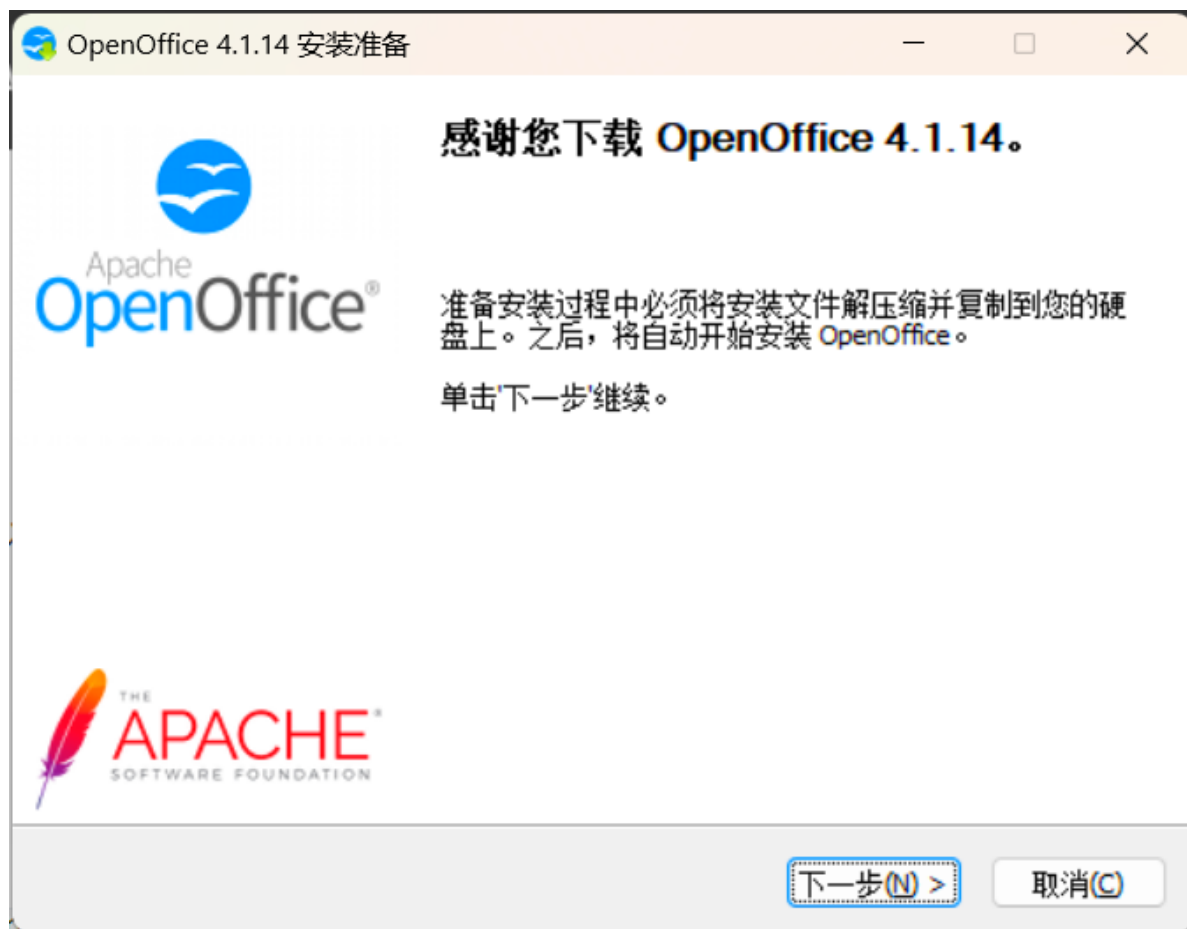 OpenOffice 4.1.14 安装准备
感谢您下载 OpenOffice 4.1.14。
Apache
OpenOffice®
准备安装过程中必须将安装文件解压缩并复制到您的硬
盘上。之后，将自动开始安装 OpenOffice。
单击'下一步'继续。
THE
APACHE®
SOFTWARE FOUNDATION
下一步(N) >
取消(C)